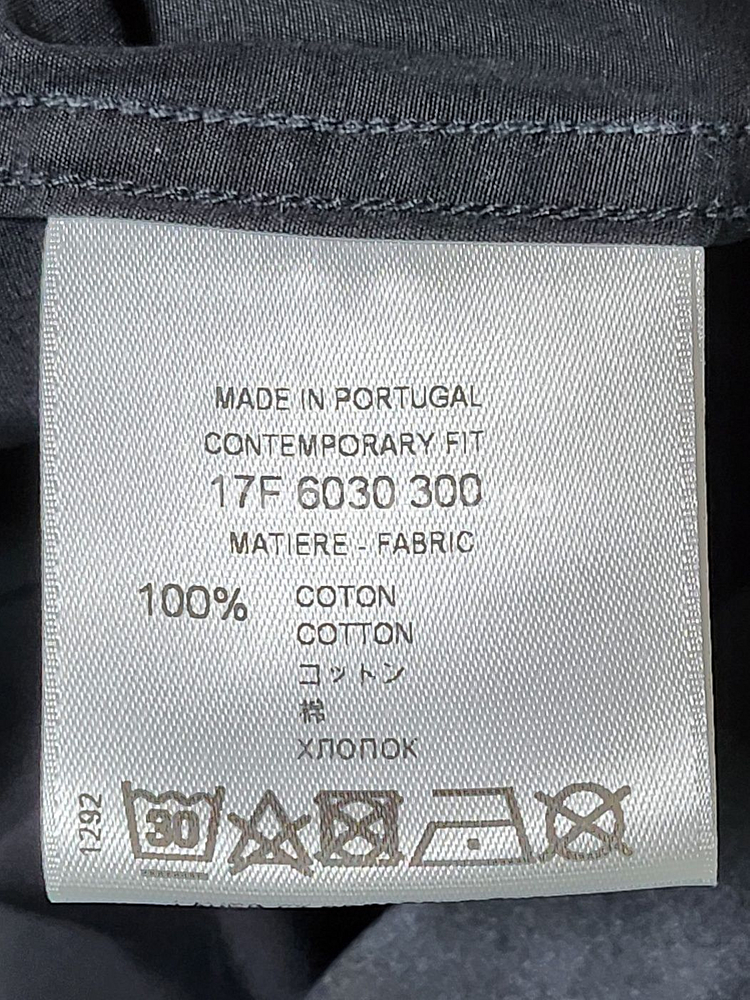 MADE IN PORTUGAL
CONTEMPORARY FIT
17F 6030 300
MATIERE - FABRIC
100% COTON
COTTON
コットン
棉
ХЛОПОК
1292
30